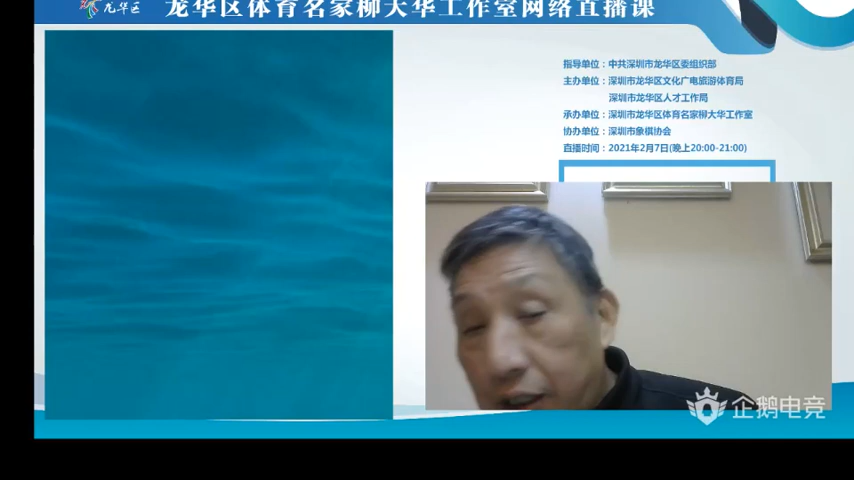 龙华区
龙华区体育名家柳大华工作室网络直播课
指导单位：中共深圳市龙华区委组织部
主办单位：深圳市龙华区文化广电旅游体育局
深圳市龙华区人才工作局
承办单位：深圳市龙华区体育名家柳大华工作室
协办单位：深圳市象棋协会
直播时间：2021年2月7日(晚上20:00-21:00)
企鹅电竞